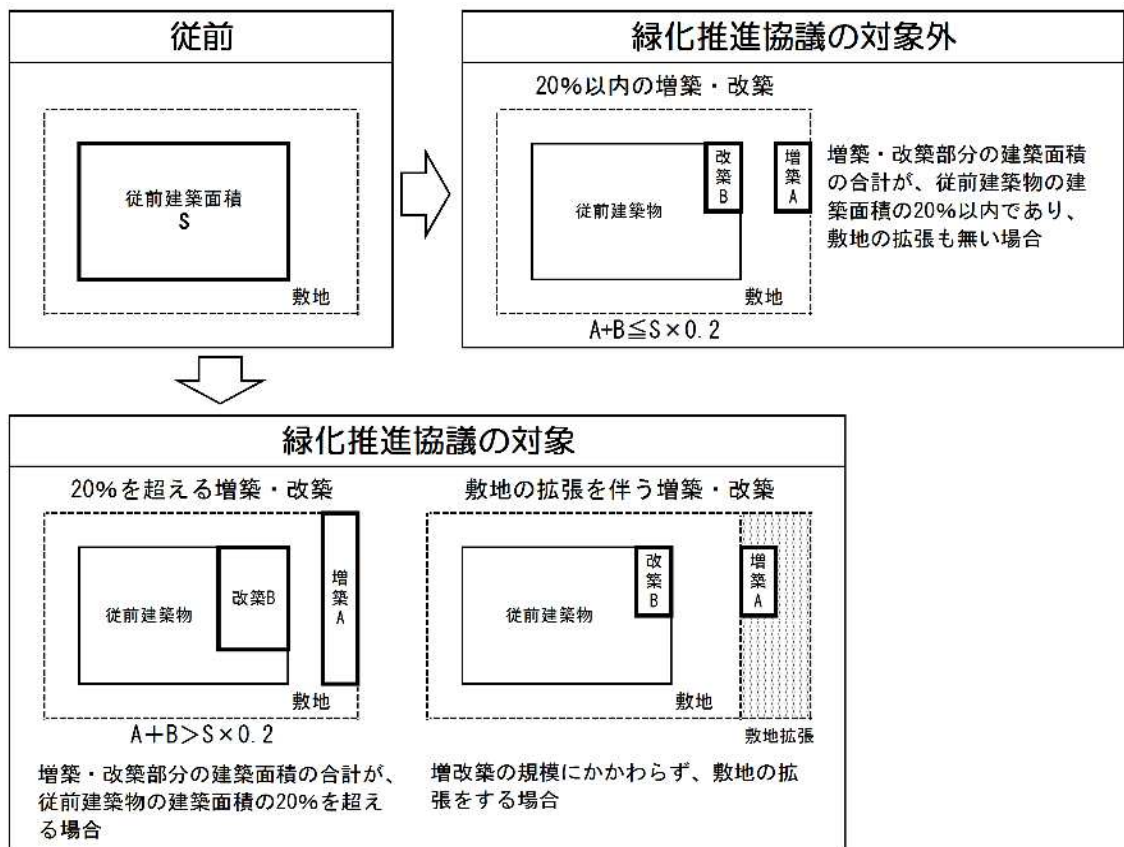 従前
従前建築面積
S
敷地
緑化推進協議の対象外
20%以内の増築・改築
従前建築物
改築B
増築A
敷地
A+B≦S×0.2
増築・改築部分の建築面積
の合計が、従前建築物の建
築面積の20%以内であり、
敷地の拡張も無い場合
緑化推進協議の対象
20%を超える増築・改築
従前建築物
改築B
増築A
敷地
A+B>S×0.2
増築・改築部分の建築面積の合計が、
従前建築物の建築面積の20%を超え
る場合
敷地の拡張を伴う増築・改築
従前建築物
改築B
増築A
敷地
敷地拡張
増改築の規模にかかわらず、敷地の拡
張をする場合